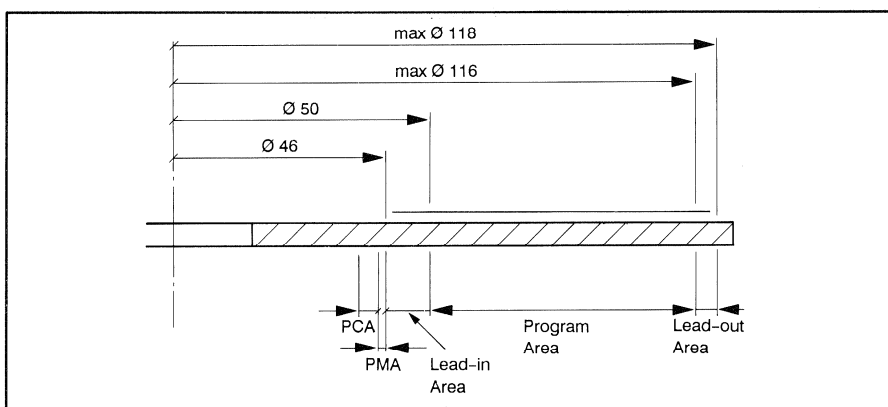 max Ø 118
max Ø 116
Ø 50
Ø 46
PCA
PMA
Lead-in
Area
Program
Area
Lead-out
Area